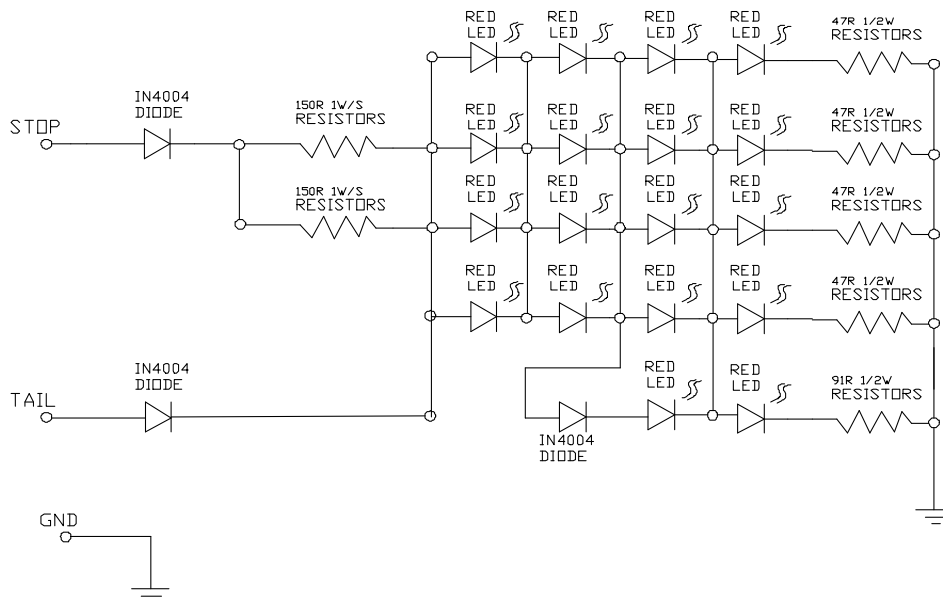 RED LED
RED LED
RED LED
RED LED
47R 1/2W
RESISTORS
IN4004
DIODE
STOP
150R 1W/S
RESISTORS
RED LED
RED LED
RED LED
RED LED
47R 1/2W
RESISTORS
150R 1W/S
RESISTORS
RED LED
RED LED
RED LED
RED LED
47R 1/2W
RESISTORS
RED LED
RED LED
RED LED
RED LED
47R 1/2W
RESISTORS
TAIL
IN4004
DIODE
RED LED
RED LED
91R 1/2W
RESISTORS
IN4004
DIODE
GND